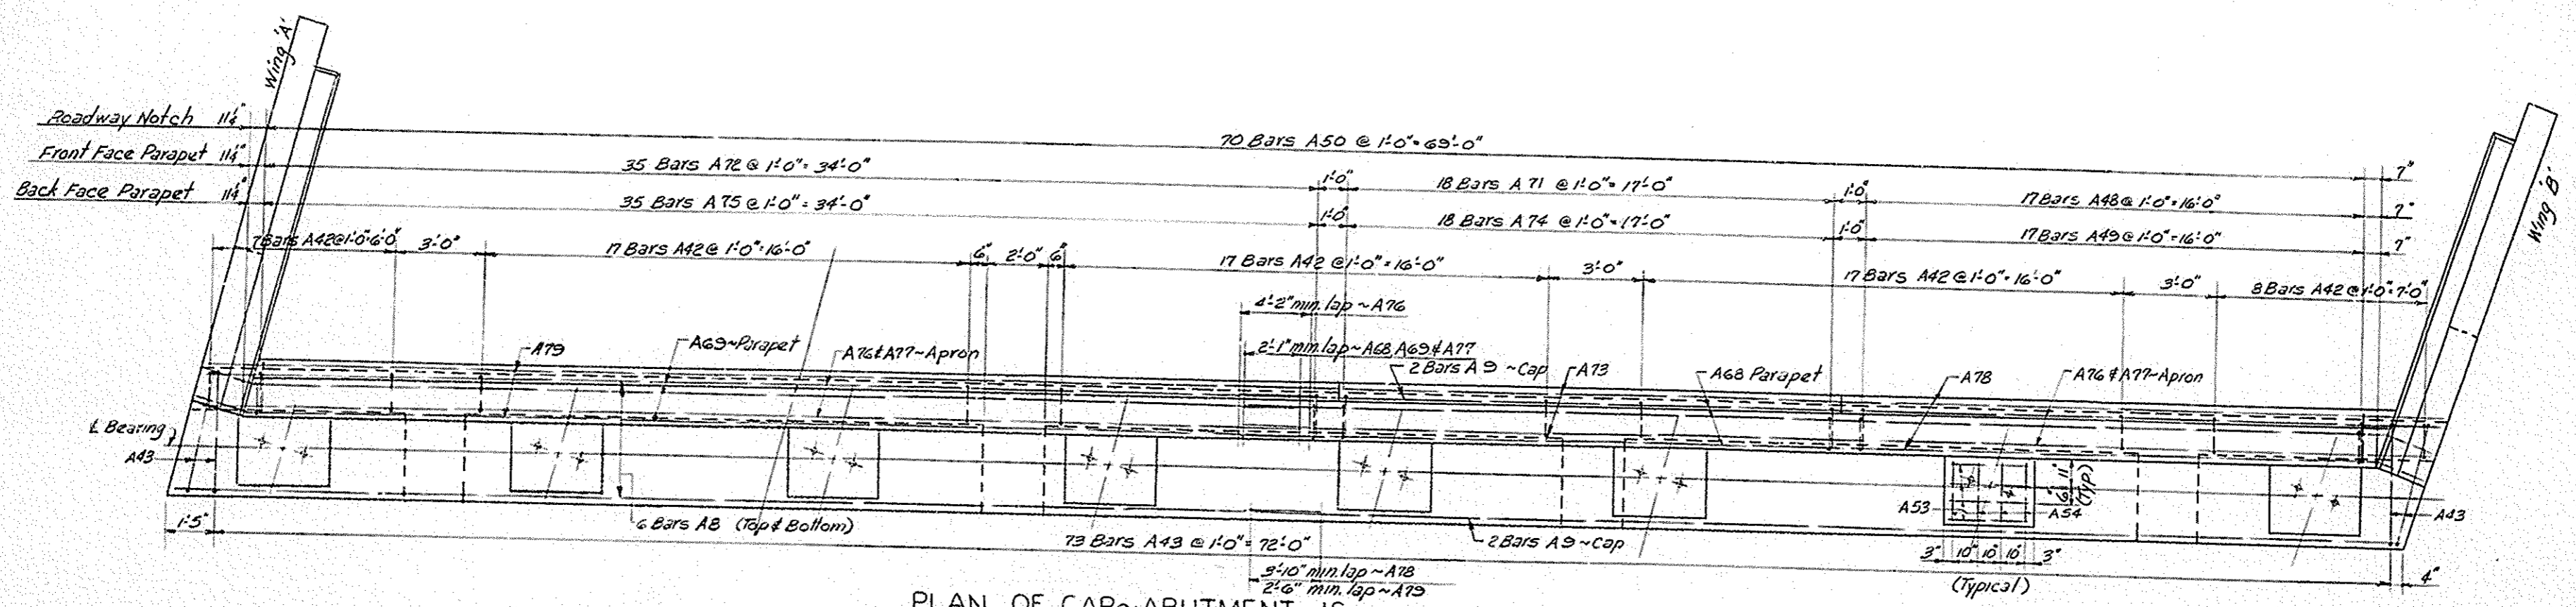 Wing 'A'
Roadway Notch 11¼"
70 Bars A50 @ 1'-0" = 69'-0"
7"
Front Face Parapet 11¼"
35 Bars A72 @ 1'-0" = 34'-0"
1'-0"
18 Bars A71 @ 1'-0" = 17'-0"
1'-0"
17 Bars A48 @ 1'-0" = 16'-0"
7"
Back Face Parapet 11¼"
35 Bars A75 @ 1'-0" = 34'-0"
1'-0"
18 Bars A74 @ 1'-0" = 17'-0"
1'-0"
17 Bars A49 @ 1'-0" = 16'-0"
7"
Wing 'B'
7 Bars A42 @ 1'-0" = 6'-0"
3'-0"
17 Bars A42 @ 1'-0" = 16'-0"
6"
2'-0"
6"
17 Bars A42 @ 1'-0" = 16'-0"
3'-0"
17 Bars A42 @ 1'-0" = 16'-0"
3'-0"
8 Bars A42 @ 1'-0" = 7'-0"
4'-2" min. lap ~ A76
2'-1" min. lap ~ A68, A69 & A77
A79
A69 ~ Parapet
A76 & A77 ~ Apron
2 Bars A9 ~ Cap
A73
A68 Parapet
A78
A76 & A77 ~ Apron
℄ Bearing
A43
A53
A54
6" 11"
(Typ.)
A43
1'-5"
6 Bars A8 (Top & Bottom)
73 Bars A43 @ 1'-0" = 72'-0"
2 Bars A9 ~ Cap
3" 10" 10" 10" 3"
(Typical)
4"
3'-10" min. lap ~ A78
2'-6" min. lap ~ A79
PLAN OF CAP ~ ABUTMENT